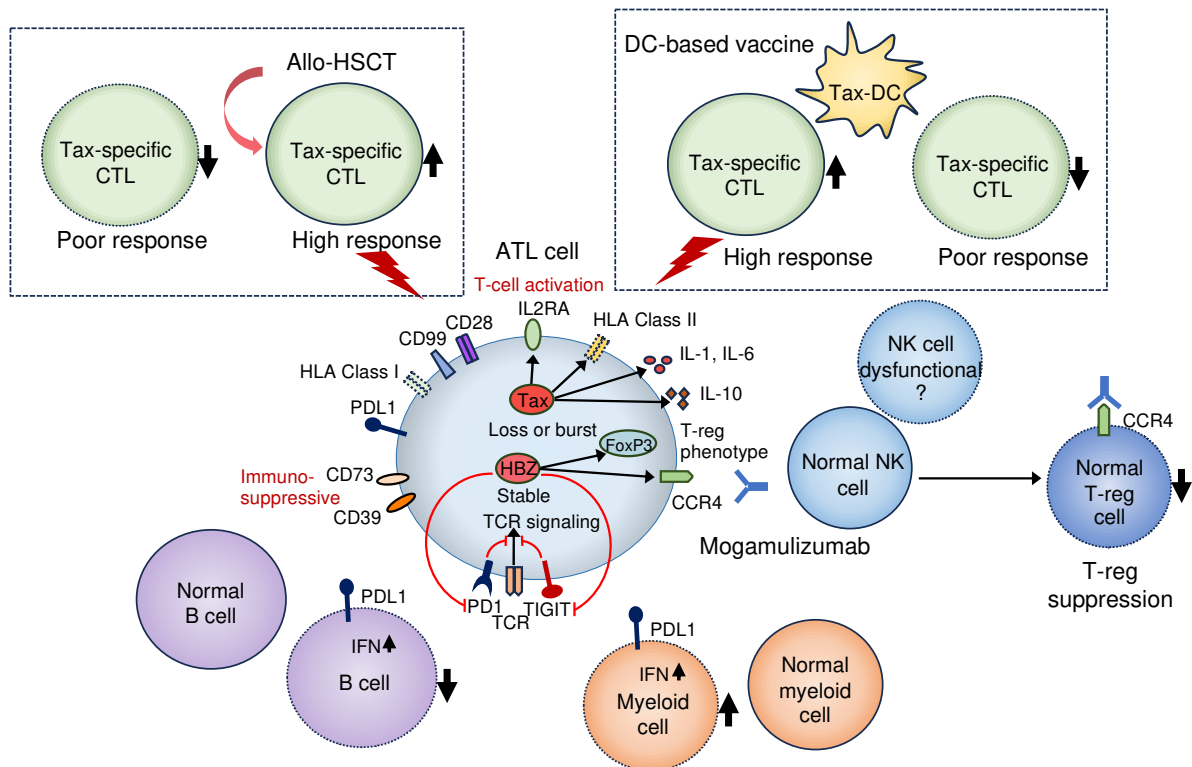 Allo-HSCT
Tax-specific
CTL
Tax-specific
CTL
Poor response
High response
DC-based vaccine
Tax-DC
Tax-specific
CTL
Tax-specific
CTL
High response
Poor response
ATL cell
T-cell activation
IL2RA
HLA Class II
CD28
CD99
HLA Class I
IL-1, IL-6
IL-10
PDL1
Tax
Loss or burst
FoxP3
T-reg
phenotype
HBZ
Stable
CCR4
Immuno-
suppressive
CD73
CD39
TCR signaling
PD1
TCR
TIGIT
NK cell
dysfunctional
?
Normal NK
cell
Mogamulizumab
CCR4
Normal
T-reg
cell
T-reg
suppression
Normal
B cell
PDL1
IFN
B cell
PDL1
IFN
Myeloid
cell
Normal
myeloid
cell